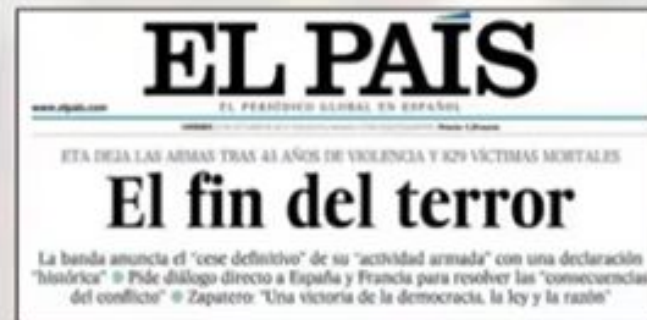 EL PAÍS
www.elpais.com
EL PERIÓDICO GLOBAL EN ESPAÑOL
ETA DEJA LAS ARMAS TRAS 43 AÑOS DE VIOLENCIA Y 829 VÍCTIMAS MORTALES
El fin del terror
La banda anuncia el "cese definitivo" de su "actividad armada" con una declaración
"histórica" Pide diálogo directo a España y Francia para resolver las "consecuencias
del conflicto" Zapatero: "Una victoria de la democracia, la ley y la razón"